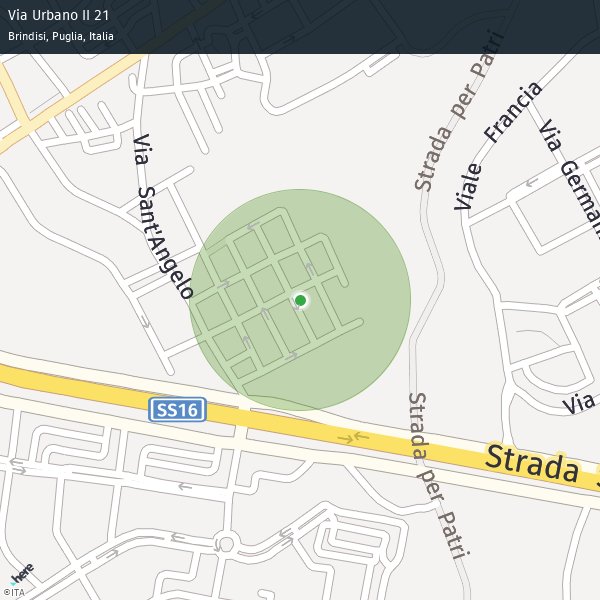 Via Urbano II 21
Brindisi, Puglia, Italia
Strada per Patri
Viale Francia
Via German
Via Sant'Angelo
SS16
Strada per Patri
Via
Strada
here
©ITA